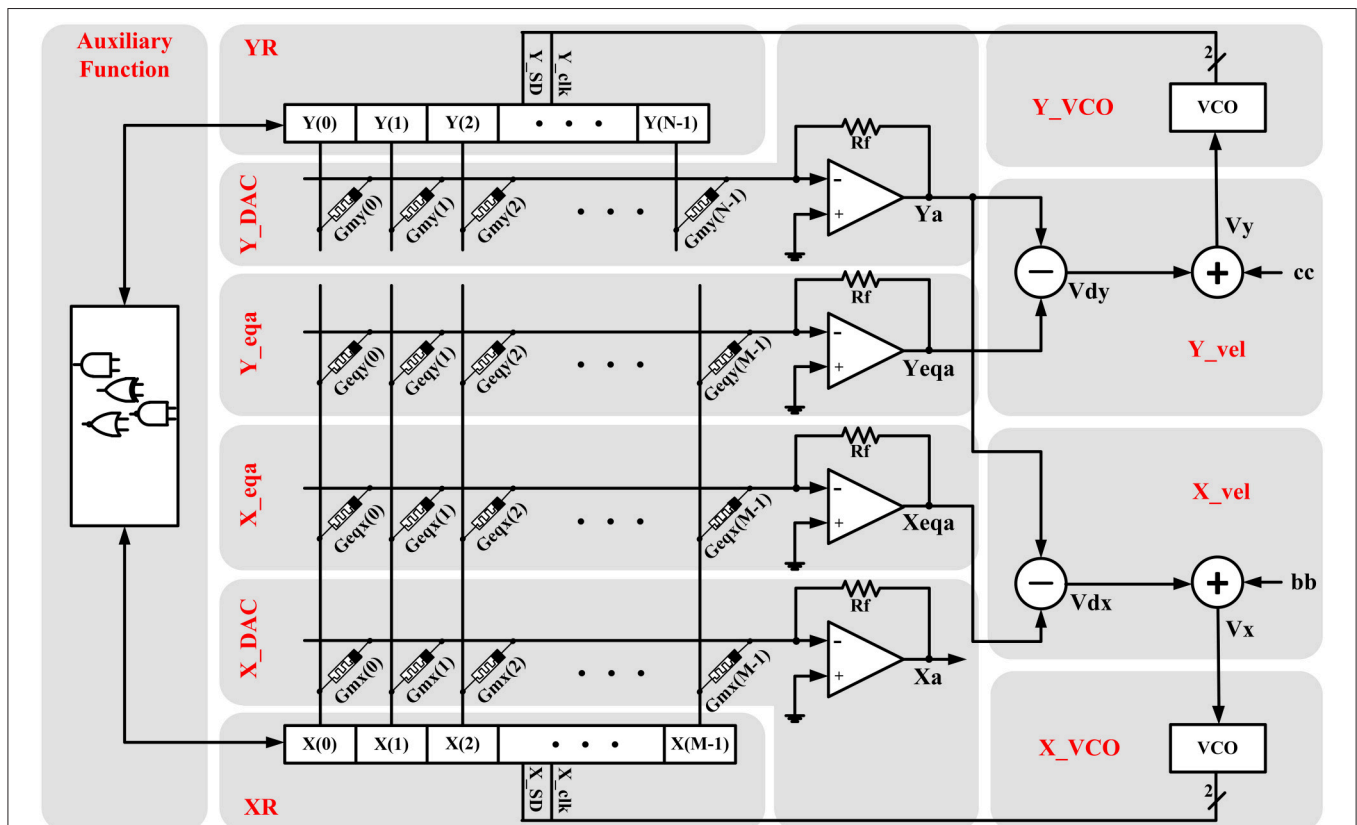 Auxiliary
Function
YR
Y_SD
Y_clk
2
VCO
Y_VCO
Y(0)
Y(1)
Y(2)
• • •
Y(N-1)
Y_DAC
Gmy(0)
Gmy(1)
Gmy(2)
• • •
Gmy(N-1)
Rf
-
+
Ya
Vy
−
Vdy
+
cc
Y_vel
Y_eqa
Geqy(0)
Geqy(1)
Geqy(2)
• • •
Geqy(M-1)
Rf
-
+
Yeqa
X_eqa
Geqx(0)
Geqx(1)
Geqx(2)
• • •
Geqx(M-1)
Rf
-
+
Xeqa
X_vel
−
Vdx
+
bb
Vx
X_DAC
Gmx(0)
Gmx(1)
Gmx(2)
• • •
Gmx(M-1)
Rf
-
+
Xa
X(0)
X(1)
X(2)
• • •
X(M-1)
X_SD
X_clk
XR
X_VCO
VCO
2